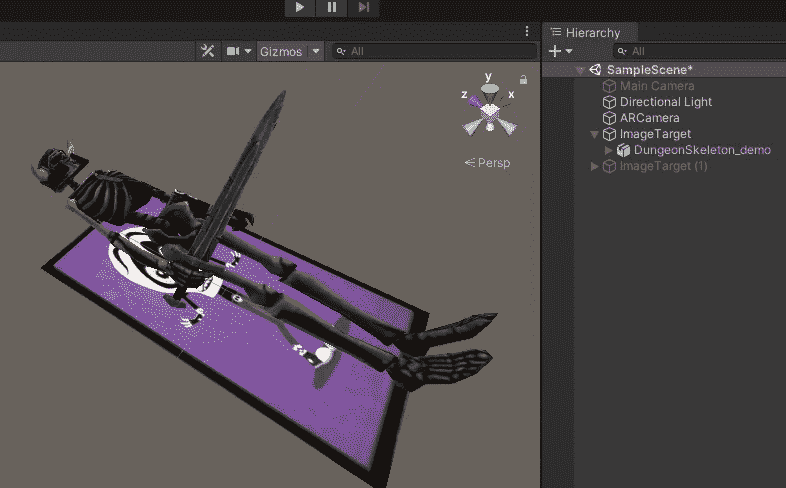 Hierarchy
Gizmos
All
All
SampleScene*
Main Camera
Directional Light
ARCamera
ImageTarget
DungeonSkeleton_demo
ImageTarget (1)
y
z
x
Persp